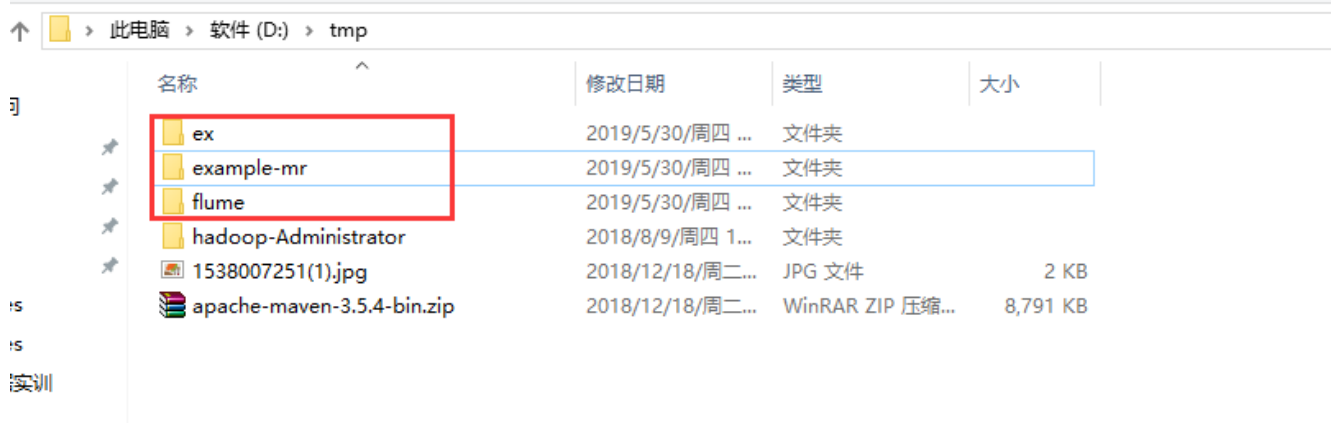 此电脑 > 软件 (D:) > tmp
名称 修改日期 类型 大小
ex 2019/5/30/周四 ... 文件夹
example-mr 2019/5/30/周四 ... 文件夹
flume 2019/5/30/周四 ... 文件夹
hadoop-Administrator 2018/8/9/周四 1... 文件夹
1538007251(1).jpg 2018/12/18/周二... JPG 文件 2 KB
apache-maven-3.5.4-bin.zip 2018/12/18/周二... WinRAR ZIP 压缩... 8,791 KB
es
es
实训